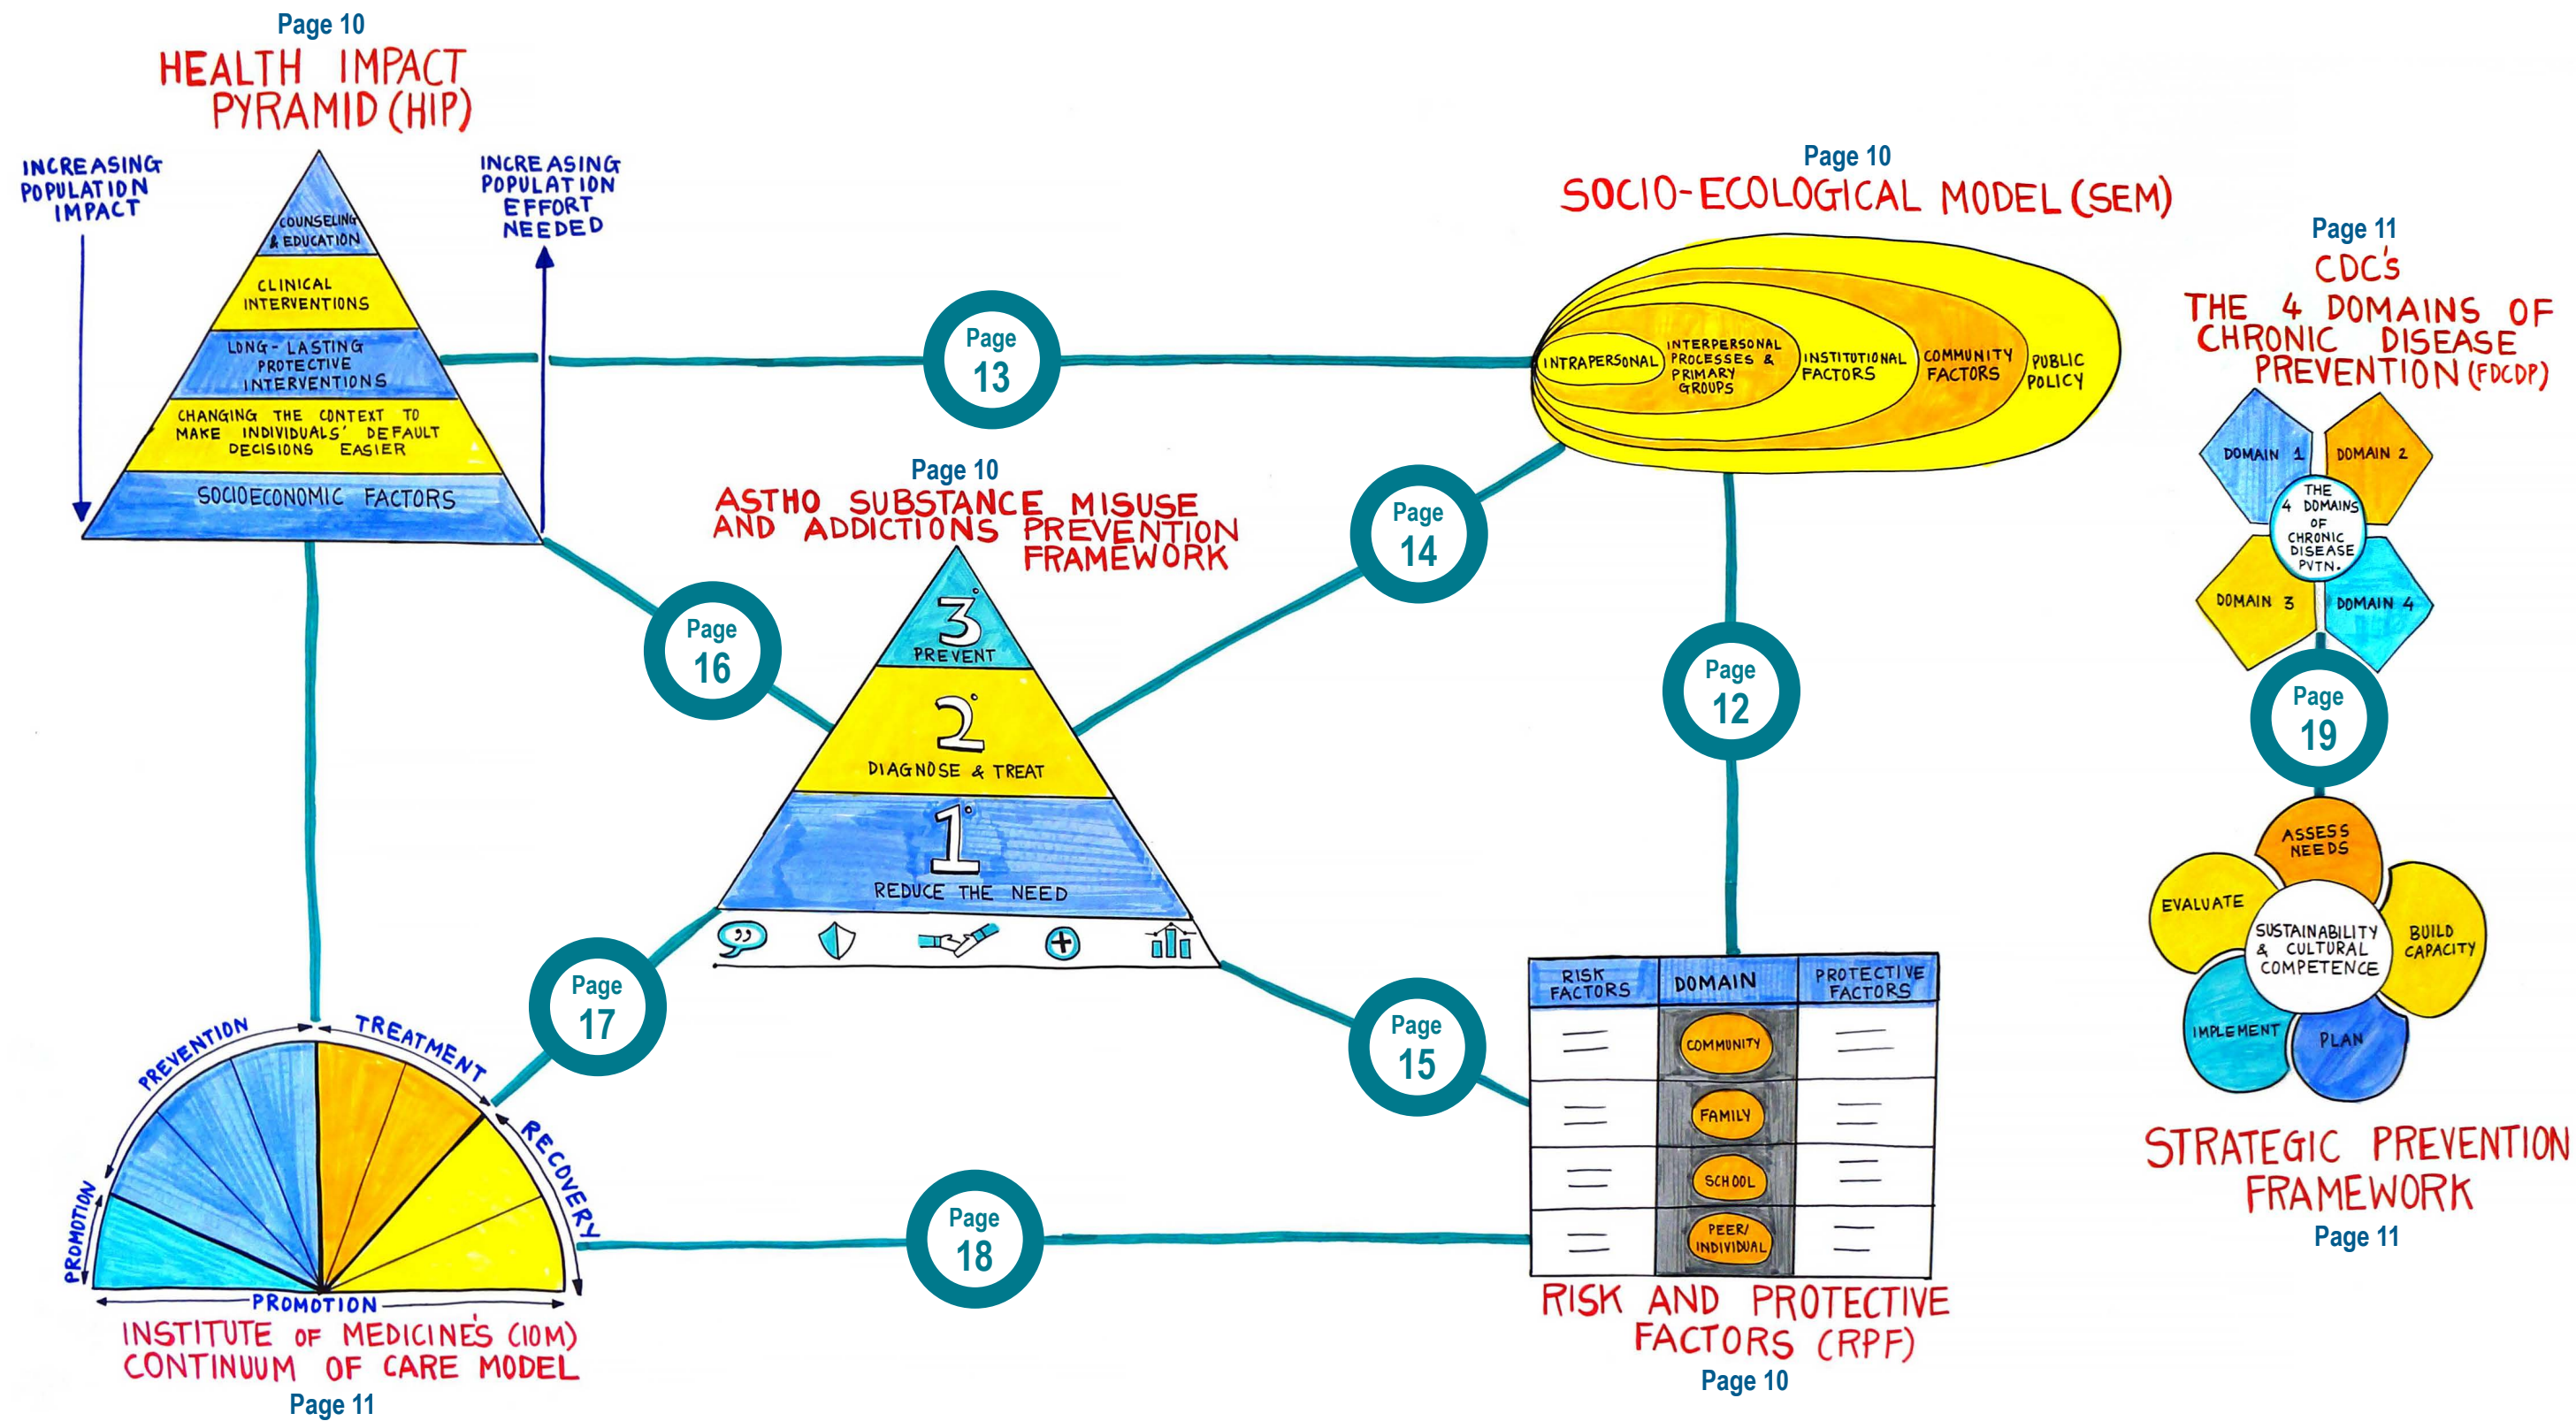 Page 10
HEALTH IMPACT
PYRAMID (HIP)
INCREASING
POPULATION
IMPACT
INCREASING
POPULATION
EFFORT
NEEDED
COUNSELING
& EDUCATION
CLINICAL
INTERVENTIONS
LONG-LASTING
PROTECTIVE
INTERVENTIONS
CHANGING THE CONTEXT TO
MAKE INDIVIDUALS' DEFAULT
DECISIONS EASIER
SOCIOECONOMIC FACTORS
Page
13
Page 10
SOCIO-ECOLOGICAL MODEL (SEM)
INTRAPERSONAL
INTERPERSONAL
PROCESSES &
PRIMARY
GROUPS
INSTITUTIONAL
FACTORS
COMMUNITY
FACTORS
PUBLIC
POLICY
Page 11
CDC's
THE 4 DOMAINS OF
CHRONIC DISEASE
PREVENTION (FDCDP)
DOMAIN 1
DOMAIN 2
THE
4 DOMAINS
OF
CHRONIC
DISEASE
PVTN.
DOMAIN 3
DOMAIN 4
Page 10
ASTHO SUBSTANCE MISUSE
AND ADDICTIONS PREVENTION
FRAMEWORK
3°
PREVENT
2°
DIAGNOSE & TREAT
1°
REDUCE THE NEED
Page
14
Page
16
Page
12
Page
19
Page
17
Page
15
Page
18
ASSESS
NEEDS
EVALUATE
BUILD
CAPACITY
SUSTAINABILITY
& CULTURAL
COMPETENCE
IMPLEMENT
PLAN
STRATEGIC PREVENTION
FRAMEWORK
Page 11
PROMOTION
PREVENTION
TREATMENT
RECOVERY
PROMOTION
INSTITUTE OF MEDICINE'S (IOM)
CONTINUUM OF CARE MODEL
Page 11
RISK
FACTORS
DOMAIN
PROTECTIVE
FACTORS
COMMUNITY
FAMILY
SCHOOL
PEER/
INDIVIDUAL
RISK AND PROTECTIVE
FACTORS (RPF)
Page 10